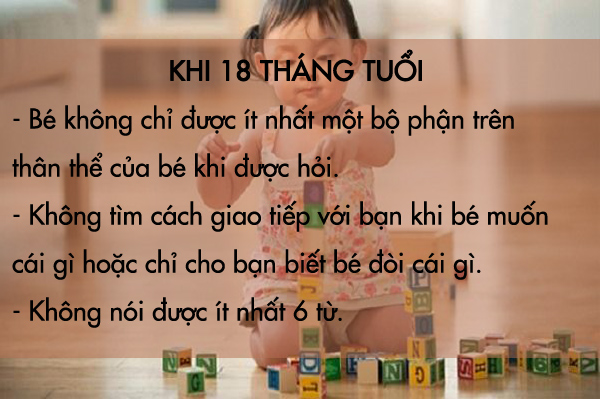 KHI 18 THÁNG TUỔI
- Bé không chỉ được ít nhất một bộ phận trên
thân thể của bé khi được hỏi.
- Không tìm cách giao tiếp với bạn khi bé muốn
cái gì hoặc chỉ cho bạn biết bé đòi cái gì.
- Không nói được ít nhất 6 từ.